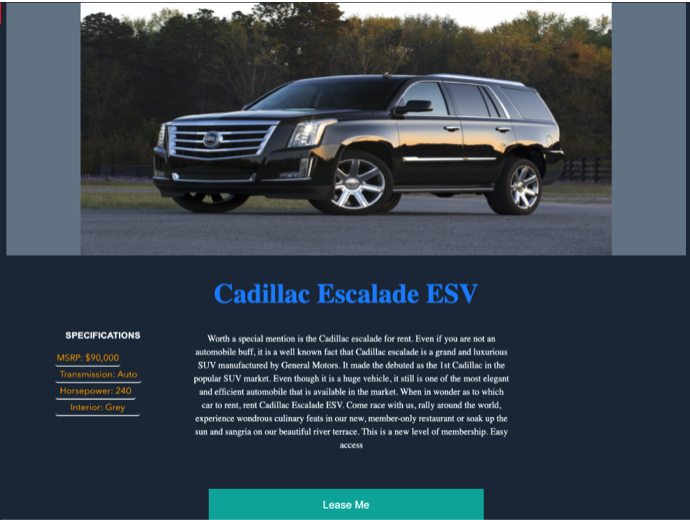 Cadillac Escalade ESV
SPECIFICATIONS
MSRP: $90,000
Transmission: Auto
Horsepower: 240
Interior: Grey
Worth a special mention is the Cadillac escalade for rent. Even if you are not an
automobile buff, it is a well known fact that Cadillac escalade is a grand and luxurious
SUV manufactured by General Motors. It made the debuted as the 1st Cadillac in the
popular SUV market. Even though it is a huge vehicle, it still is one of the most elegant
and efficient automobile that is available in the market. When in wonder as to which
car to rent, rent Cadillac Escalade ESV. Come race with us, rally around the world,
experience wondrous culinary feats in our new, member-only restaurant or soak up the
sun and sangria on our beautiful river terrace. This is a new level of membership. Easy
access
Lease Me